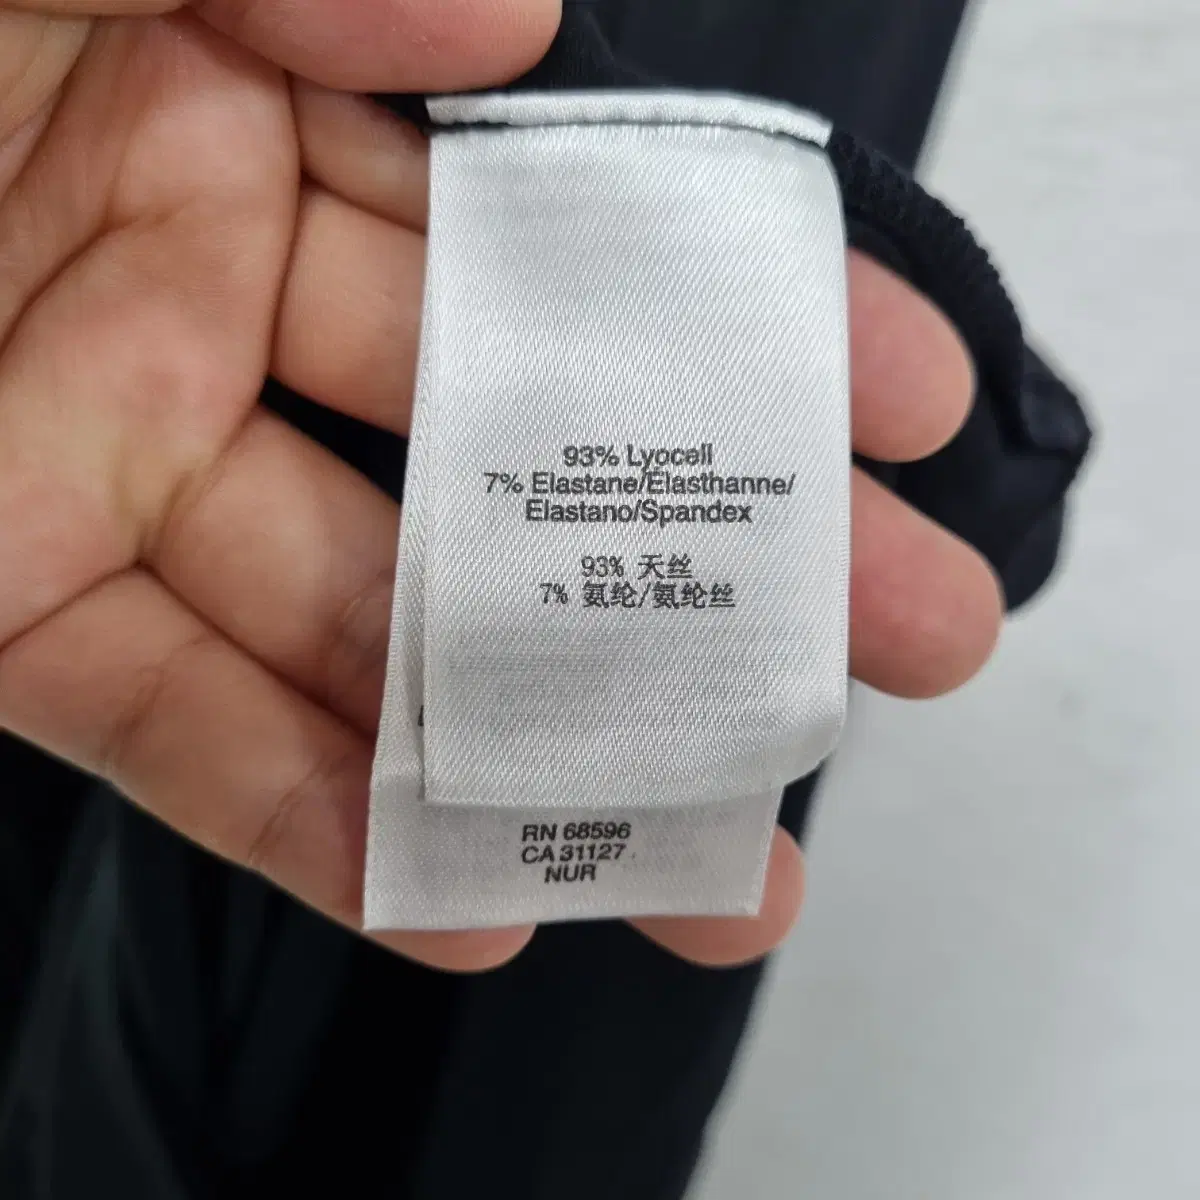 93% Lyocell
7% Elastane/Elasthanne/
Elastano/Spandex
93% 天丝
7% 氨纶/氨纶丝
RN 68596
CA 31127
NUR